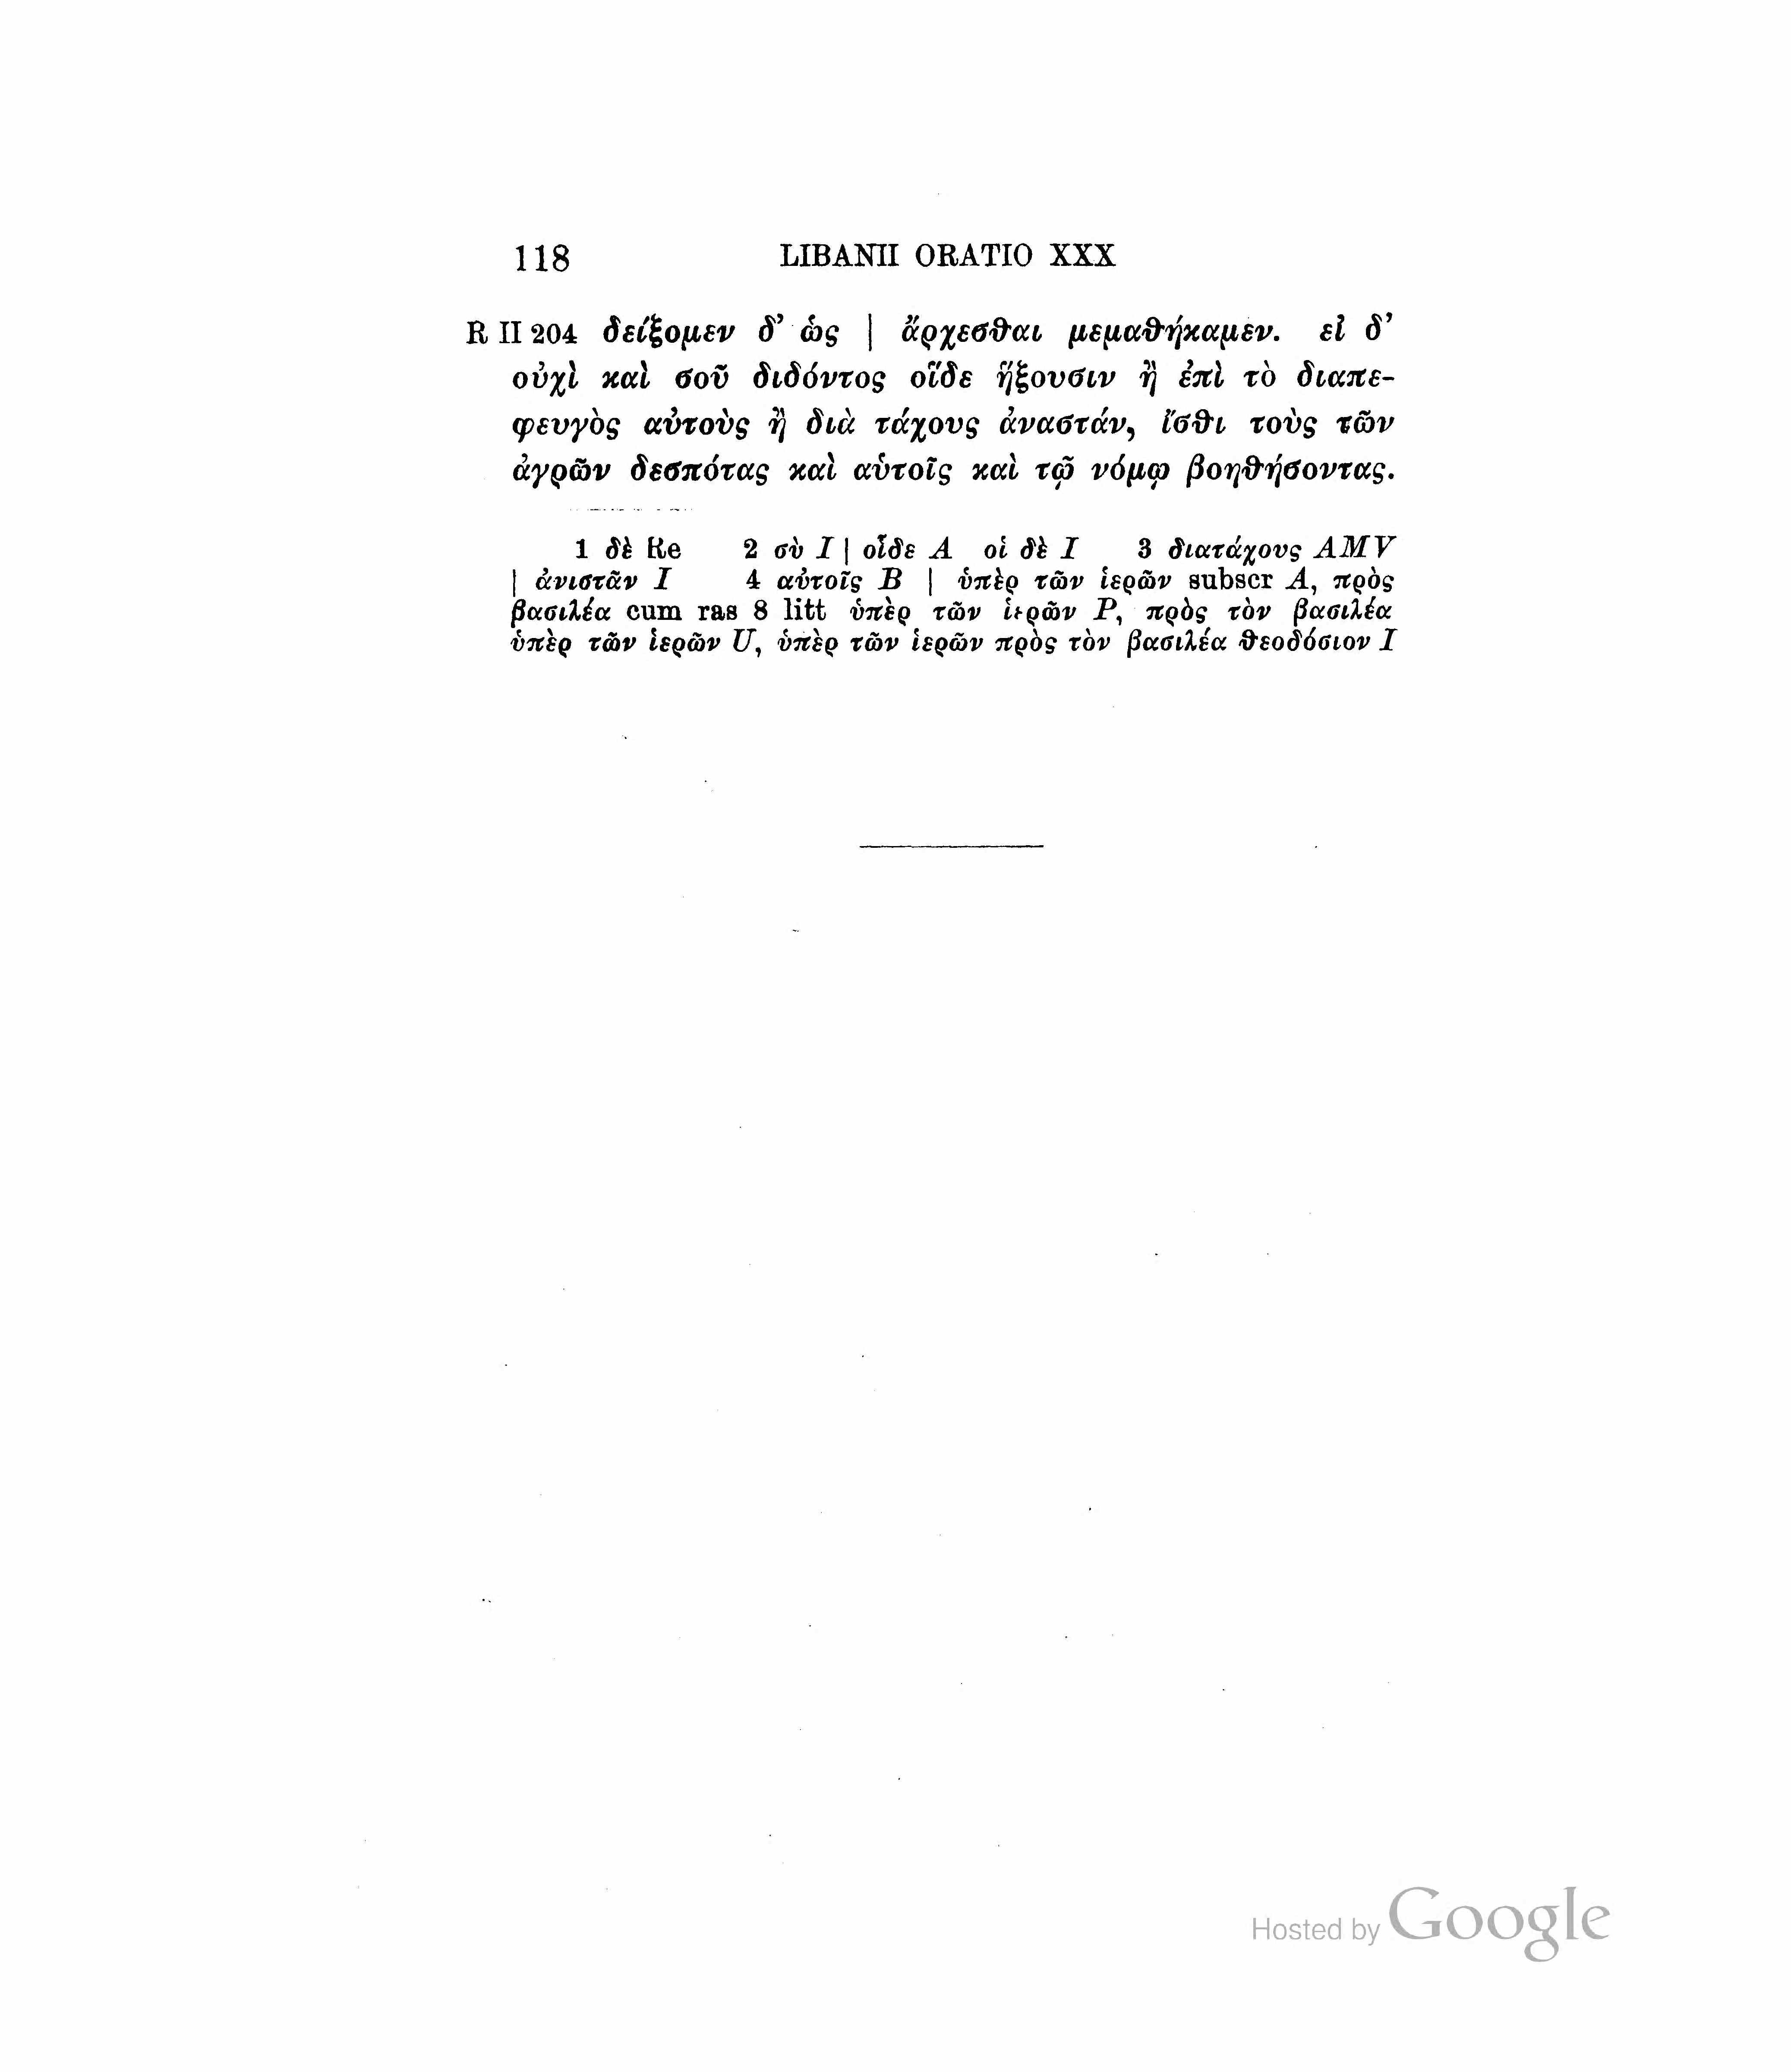 118 LIBANII ORATIO XXX
R II 204 δείξομεν δ’ ὡς | ἄρχεσθαι μεμαθήκαμεν. εἰ δ’
οὐχὶ καὶ σοῦ διδόντος οἵδε ἥξουσιν ἢ ἐπὶ τὸ διαπε-
φευγὸς αὐτοὺς ἢ διὰ τάχους ἀναστάν, ἴσθι τοὺς τῶν
ἀγρῶν δεσπότας καὶ αὑτοῖς καὶ τῷ νόμῳ βοηθήσοντας.
1 δὲ Re 2 σὺ I | οἶδε A οἱ δὲ I 3 διατάχους AMV
| ἀνιστᾶν I 4 αὐτοῖς B | ὑπὲρ τῶν ἱερῶν subscr A, πρὸς
βασιλέα cum ras 8 litt ὑπὲρ τῶν ἱερῶν P, πρὸς τὸν βασιλέα
ὑπὲρ τῶν ἱερῶν U, ὑπὲρ τῶν ἱερῶν πρὸς τὸν βασιλέα θεοδόσιον I
Hosted by Google